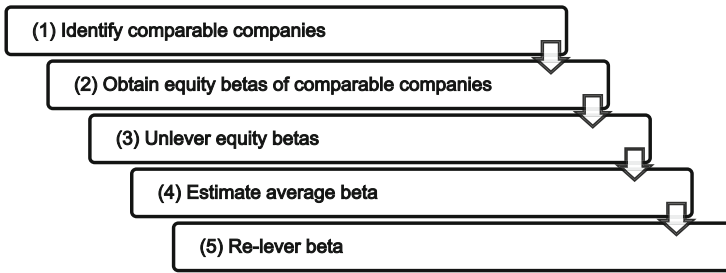 (1) Identify comparable companies
(2) Obtain equity betas of comparable companies
(3) Unlever equity betas
(4) Estimate average beta
(5) Re-lever beta